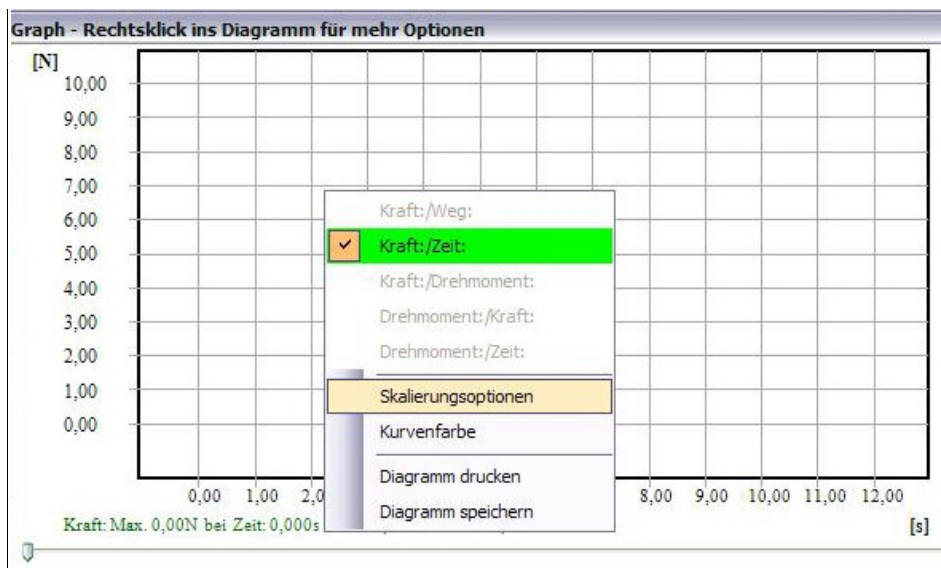 Graph - Rechtsklick ins Diagramm für mehr Optionen
[N]
10,00
9,00
8,00
7,00
6,00
5,00
4,00
3,00
2,00
1,00
0,00
Kraft:/Weg:
Kraft:/Zeit:
Kraft:/Drehmoment:
Drehmoment:/Kraft:
Drehmoment:/Zeit:
Skalierungsoptionen
Kurvenfarbe
Diagramm drucken
Diagramm speichern
0,00 1,00 2,0 8,00 9,00 10,00 11,00 12,00
Kraft: Max. 0,00N bei Zeit: 0,000s
[s]